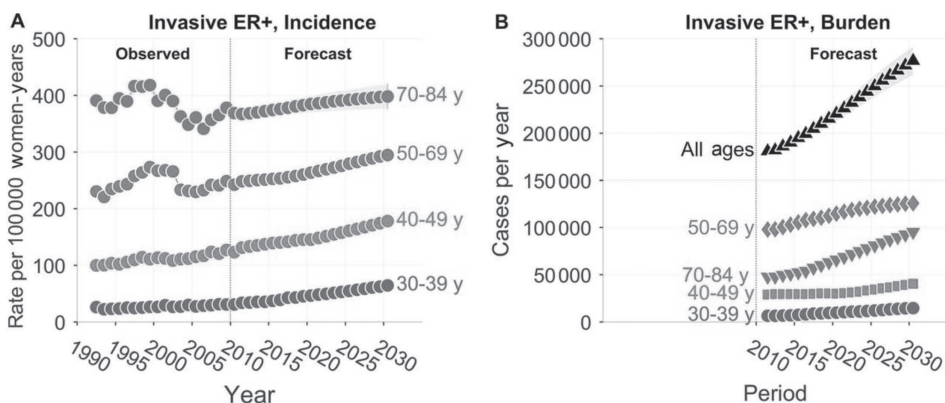 A
Invasive ER+, Incidence
Rate per 100 000 women-years
500
400
300
200
100
0
Observed
Forecast
70-84 y
50-69 y
40-49 y
30-39 y
1990
1995
2000
2005
2010
2015
2020
2025
2030
Year
B
Invasive ER+, Burden
Cases per year
300 000
250 000
200 000
150 000
100 000
50 000
0
Forecast
All ages
50-69 y
70-84 y
40-49 y
30-39 y
2010
2015
2020
2025
2030
Period